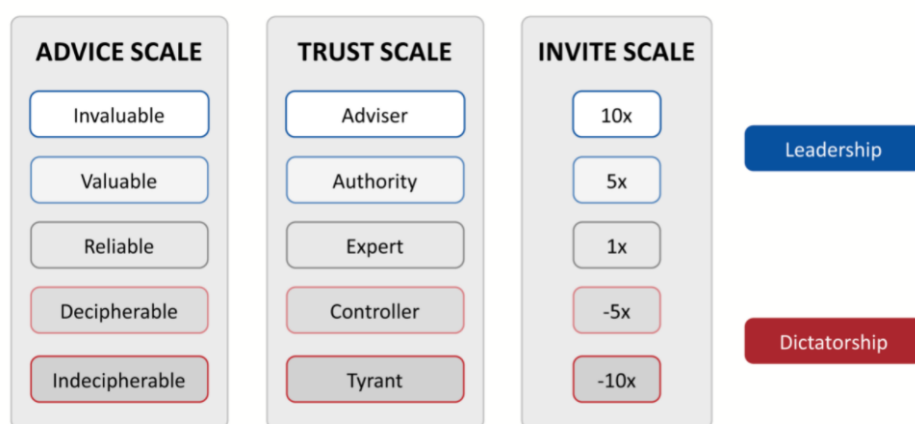 ADVICE SCALE
Invaluable
Valuable
Reliable
Decipherable
Indecipherable
TRUST SCALE
Adviser
Authority
Expert
Controller
Tyrant
INVITE SCALE
10x
5x
1x
-5x
-10x
Leadership
Dictatorship